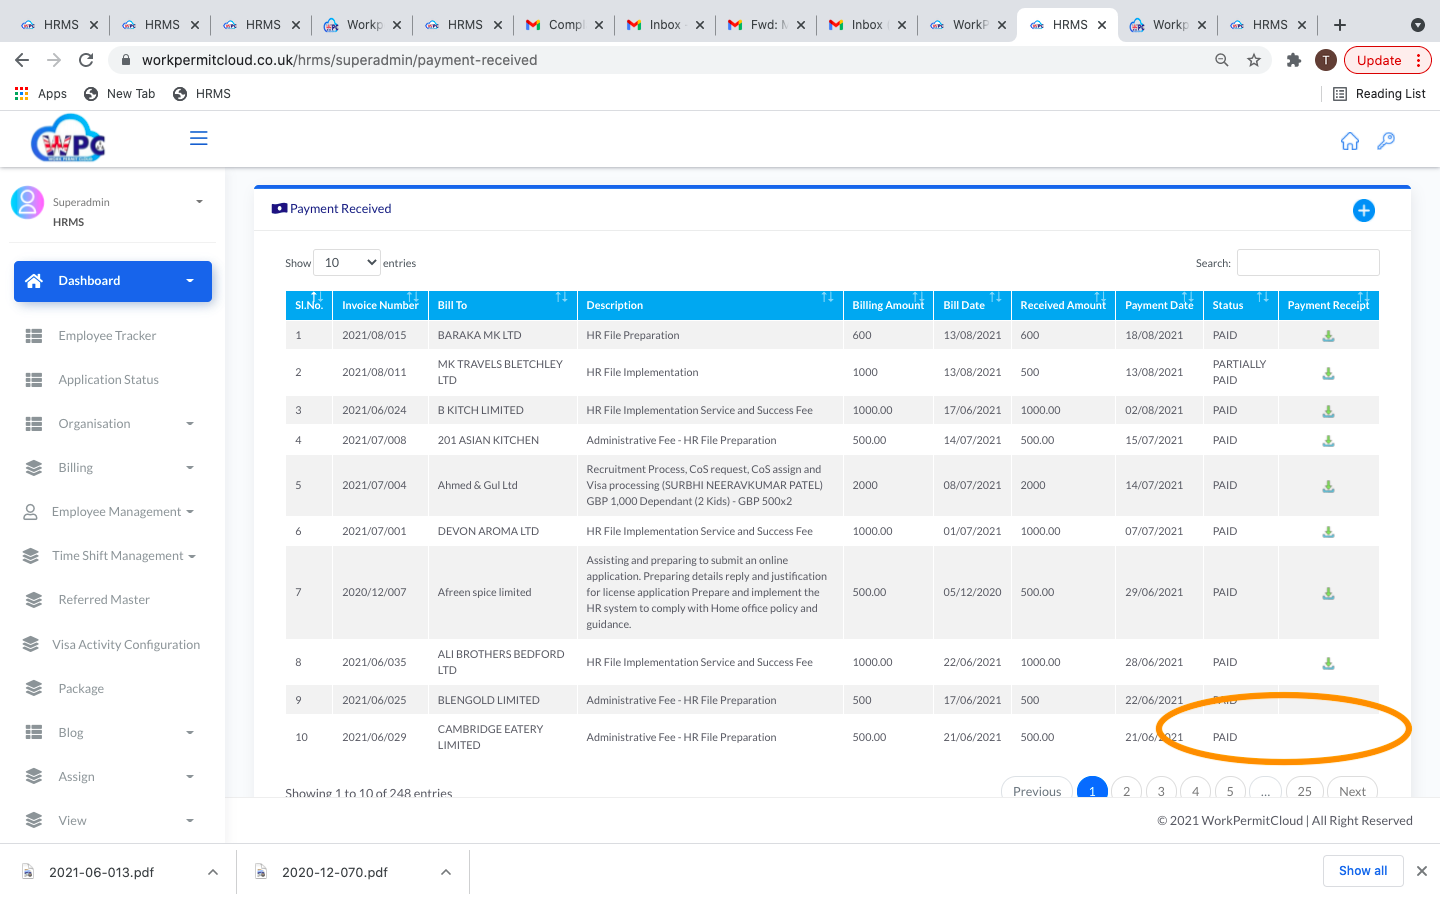 HRMS HRMS HRMS Workp HRMS Compl Inbox Fwd: M Inbox WorkP HRMS Workp HRMS
workpermitcloud.co.uk/hrms/superadmin/payment-received T Update
Apps New Tab HRMS Reading List
WPC
WORK PERMIT CLOUD
Superadmin
HRMS
Dashboard
Employee Tracker
Application Status
Organisation
Billing
Employee Management
Time Shift Management
Referred Master
Visa Activity Configuration
Package
Blog
Assign
View
Payment Received
Show 10 entries Search:
Sl.No. Invoice Number Bill To Description Billing Amount Bill Date Received Amount Payment Date Status Payment Receipt
1 2021/08/015 BARAKA MK LTD HR File Preparation 600 13/08/2021 600 18/08/2021 PAID
2 2021/08/011 MK TRAVELS BLETCHLEY HR File Implementation 1000 13/08/2021 500 13/08/2021 PARTIALLY
LTD PAID
3 2021/06/024 B KITCH LIMITED HR File Implementation Service and Success Fee 1000.00 17/06/2021 1000.00 02/08/2021 PAID
4 2021/07/008 201 ASIAN KITCHEN Administrative Fee - HR File Preparation 500.00 14/07/2021 500.00 15/07/2021 PAID
Recruitment Process, CoS request, CoS assign and
5 2021/07/004 Ahmed & Gul Ltd Visa processing (SURBHI NEERAVKUMAR PATEL) 2000 08/07/2021 2000 14/07/2021 PAID
GBP 1,000 Dependant (2 Kids) - GBP 500x2
6 2021/07/001 DEVON AROMA LTD HR File Implementation Service and Success Fee 1000.00 01/07/2021 1000.00 07/07/2021 PAID
Assisting and preparing to submit an online
application. Preparing details reply and justification
7 2020/12/007 Afreen spice limited for license application Prepare and implement the 500.00 05/12/2020 500.00 29/06/2021 PAID
HR system to comply with Home office policy and
guidance.
8 2021/06/035 ALI BROTHERS BEDFORD HR File Implementation Service and Success Fee 1000.00 22/06/2021 1000.00 28/06/2021 PAID
LTD
9 2021/06/025 BLENGOLD LIMITED Administrative Fee - HR File Preparation 500 17/06/2021 500 22/06/2021 PAID
10 2021/06/029 CAMBRIDGE EATERY Administrative Fee - HR File Preparation 500.00 21/06/2021 500.00 21/06/2021 PAID
LIMITED
Showing 1 to 10 of 248 entries Previous 1 2 3 4 5 ... 25 Next
© 2021 WorkPermitCloud | All Right Reserved
2021-06-013.pdf 2020-12-070.pdf Show all